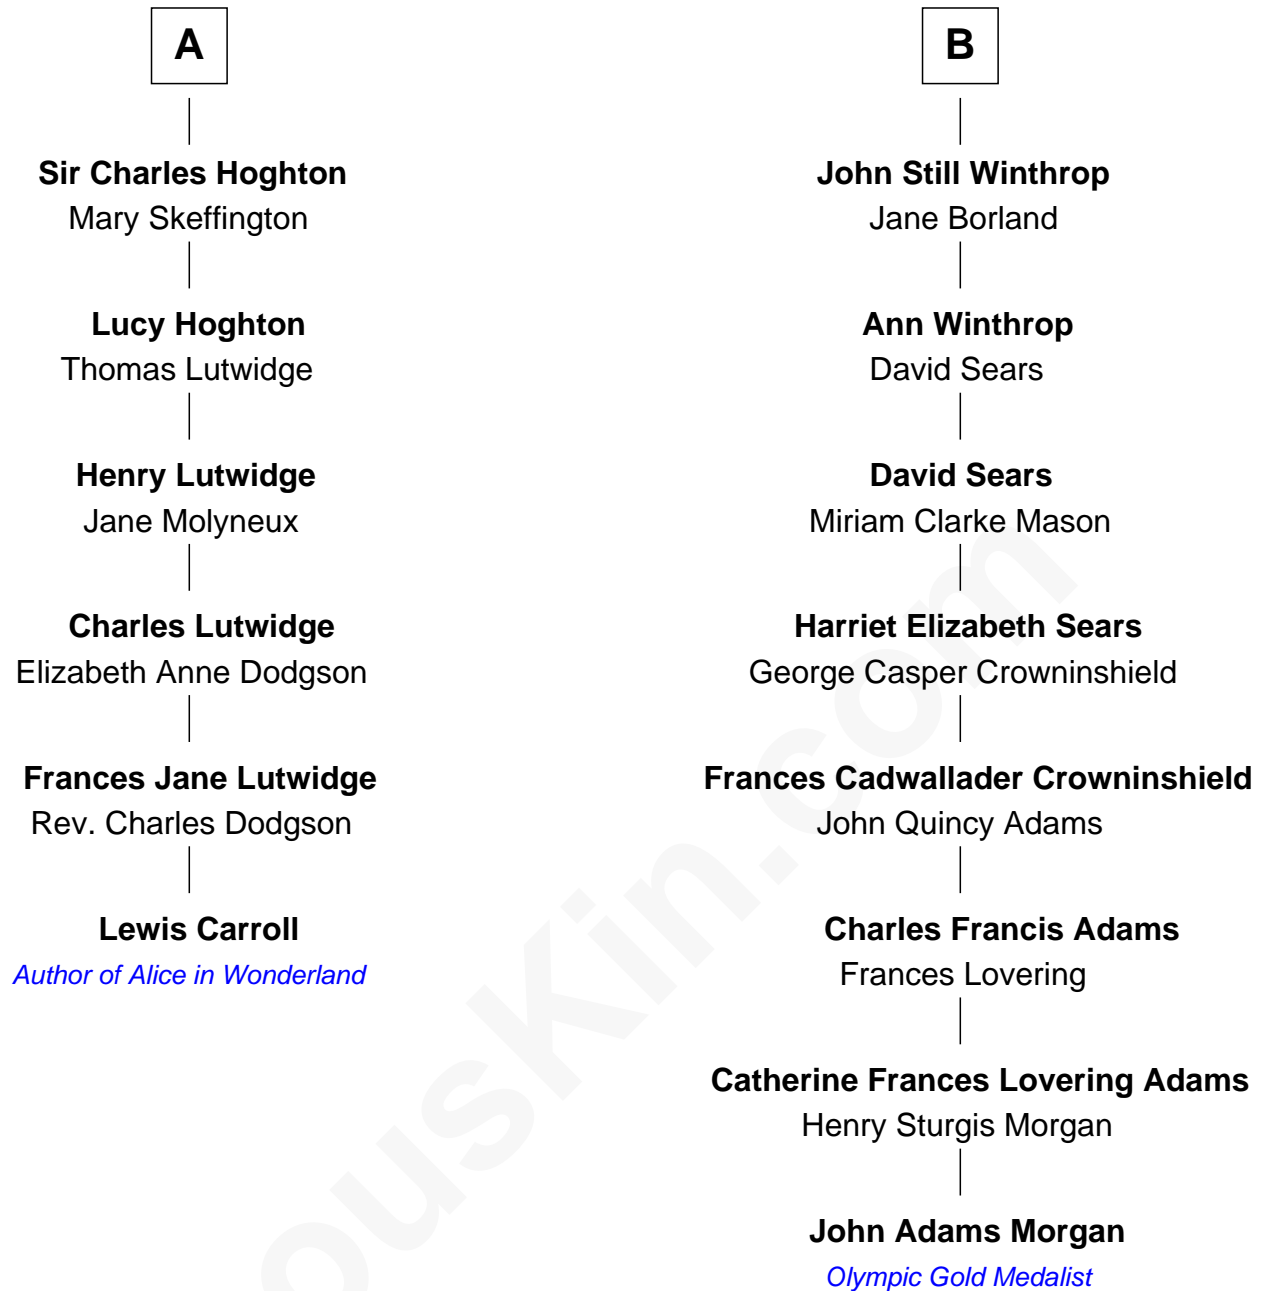 A
Sir Charles Hoghton
Mary Skeffington
Lucy Hoghton
Thomas Lutwidge
Henry Lutwidge
Jane Molyneux
Charles Lutwidge
Elizabeth Anne Dodgson
Frances Jane Lutwidge
Rev. Charles Dodgson
Lewis Carroll
Author of Alice in Wonderland
B
John Still Winthrop
Jane Borland
Ann Winthrop
David Sears
David Sears
Miriam Clarke Mason
Harriet Elizabeth Sears
George Casper Crowninshield
Frances Cadwallader Crowninshield
John Quincy Adams
Charles Francis Adams
Frances Lovering
Catherine Frances Lovering Adams
Henry Sturgis Morgan
John Adams Morgan
Olympic Gold Medalist
ousKin.com